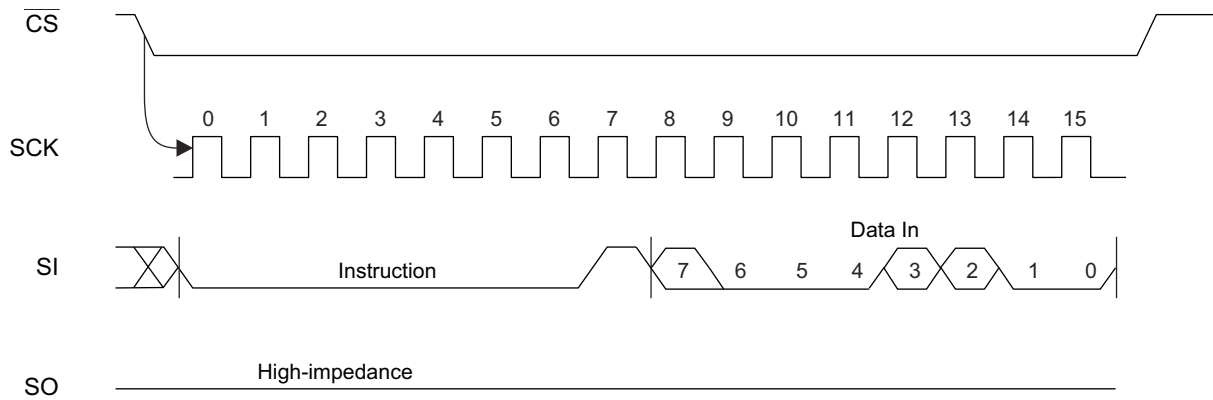 CS
0 1 2 3 4 5 6 7 8 9 10 11 12 13 14 15
SCK
Data In
SI
Instruction
7 6 5 4 3 2 1 0
High-impedance
SO